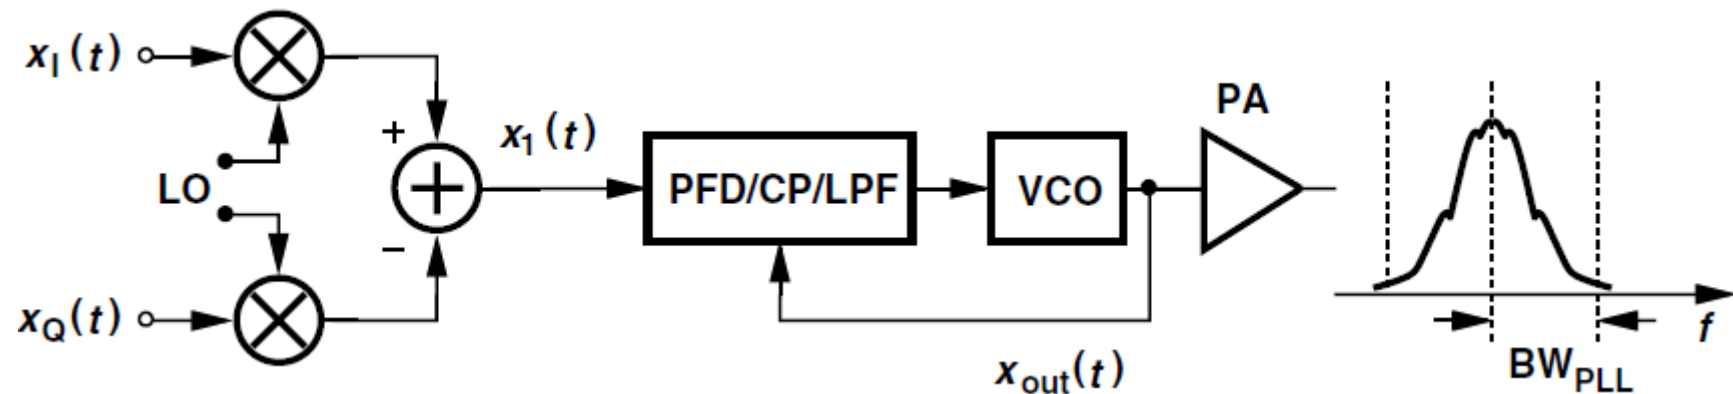 x_I(t)
LO
x_Q(t)
+
−
x_1(t)
PFD/CP/LPF
VCO
x_out(t)
PA
f
BW_PLL